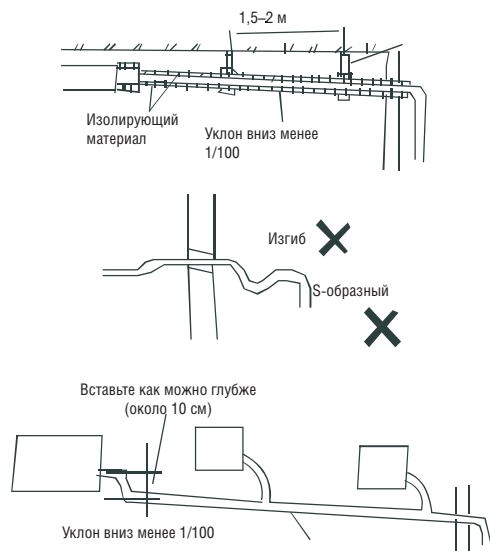 1,5–2 м
Изолирующий
материал
Уклон вниз менее
1/100
Изгиб
S-образный
Вставьте как можно глубже
(около 10 см)
Уклон вниз менее 1/100